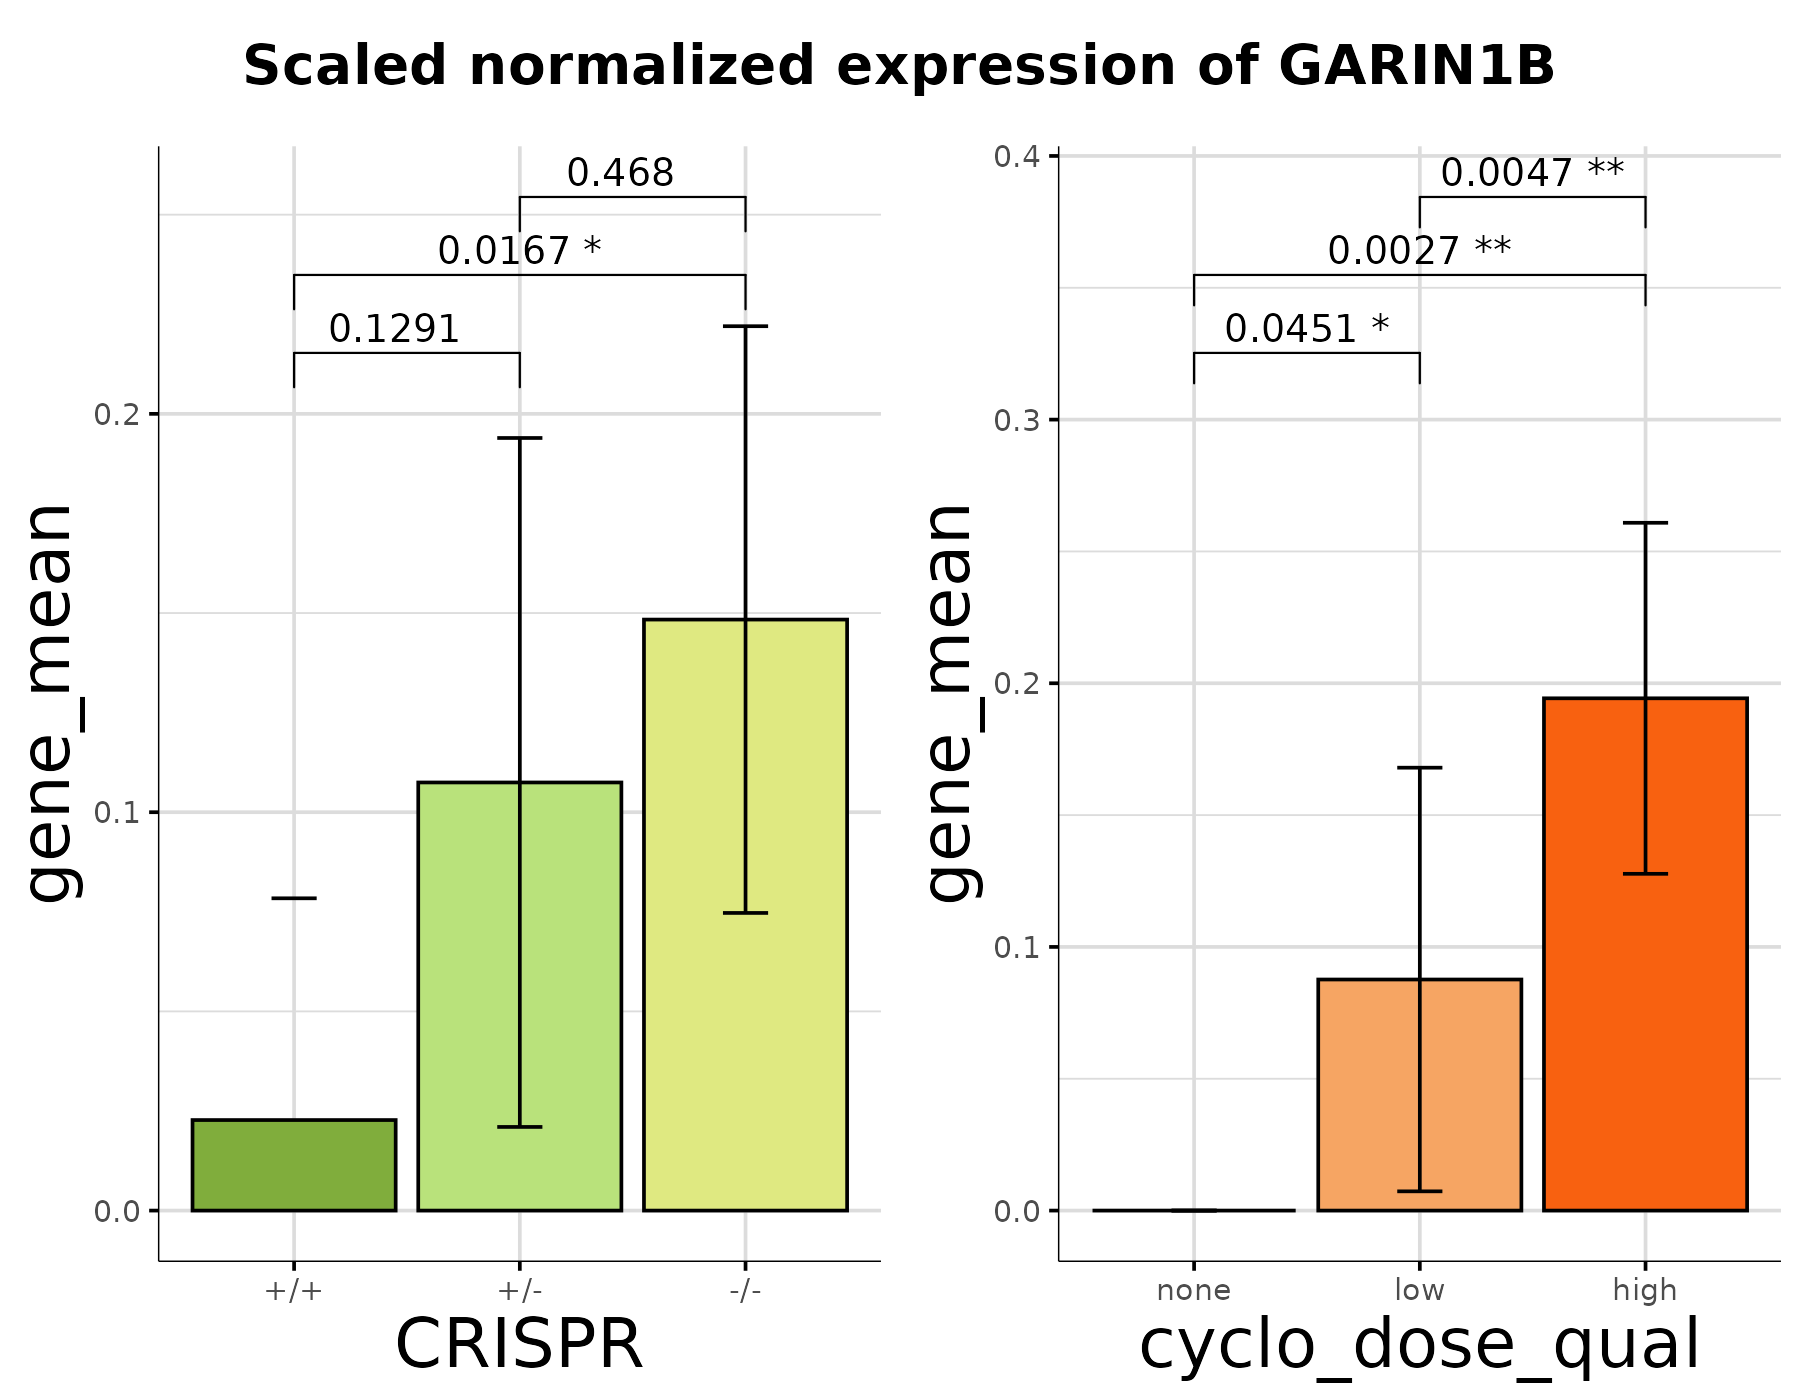 Scaled normalized expression of GARIN1B
gene_mean
0.468
0.0167 *
0.1291
0.2
0.1
0.0
+/+ +/- -/-
CRISPR
gene_mean
0.4
0.0047 **
0.0027 **
0.0451 *
0.3
0.2
0.1
0.0
none low high
cyclo_dose_qual